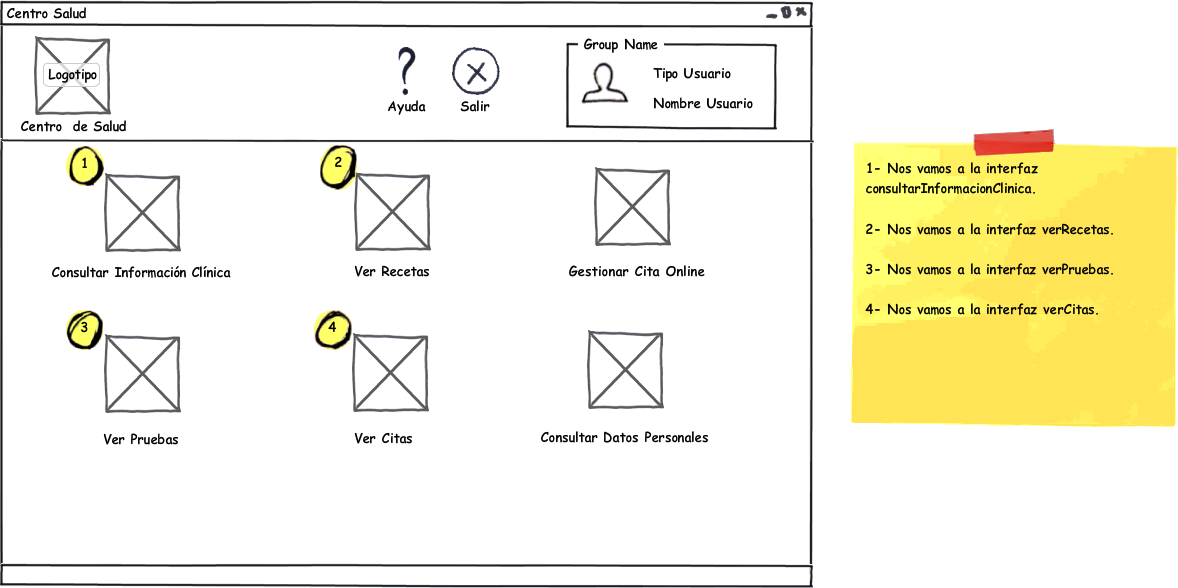 Centro Salud
Logotipo
Centro de Salud
Ayuda
Salir
Group Name
Tipo Usuario
Nombre Usuario
1
2
Consultar Información Clínica
Ver Recetas
Gestionar Cita Online
3
4
Ver Pruebas
Ver Citas
Consultar Datos Personales
1- Nos vamos a la interfaz
consultarInformacionClinica.
2- Nos vamos a la interfaz verRecetas.
3- Nos vamos a la interfaz verPruebas.
4- Nos vamos a la interfaz verCitas.